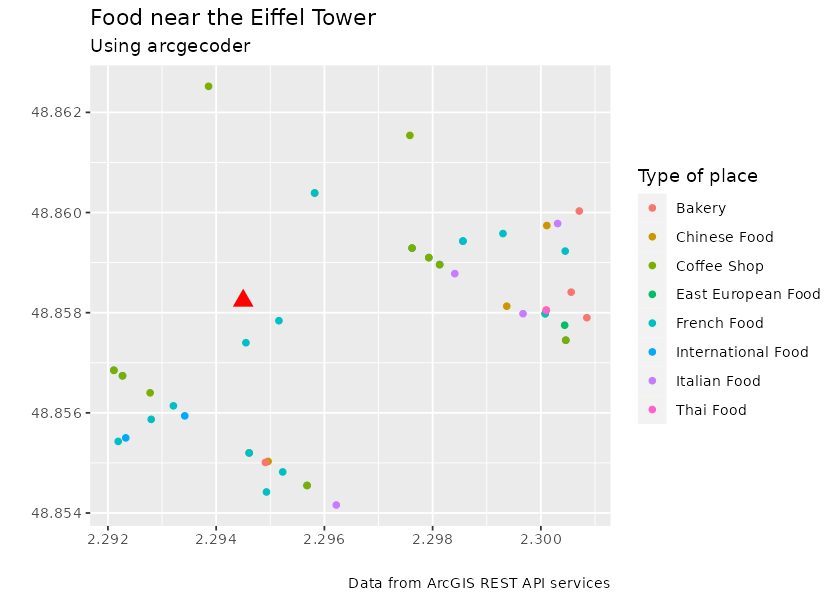 Food near the Eiffel Tower
Using arcgecoder
48.862
48.860
48.858
48.856
48.854
2.292
2.294
2.296
2.298
2.300
Type of place
Bakery
Chinese Food
Coffee Shop
East European Food
French Food
International Food
Italian Food
Thai Food
Data from ArcGIS REST API services